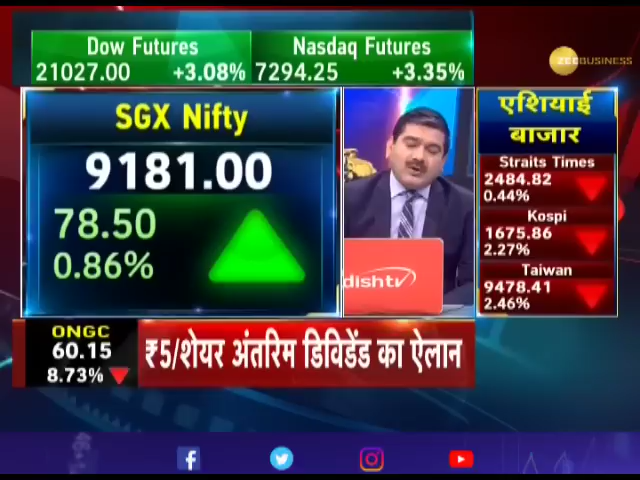 Dow Futures
21027.00 +3.08%
Nasdaq Futures
7294.25 +3.35%
ZEEBUSINESS
SGX Nifty
9181.00
78.50
0.86%
dishtv
एशियाई
बाजार
Straits Times
2484.82
0.44%
Kospi
1675.86
2.27%
Taiwan
9478.41
2.46%
ONGC
60.15
8.73%
₹5/शेयर अंतरिम डिविडेंड का ऐलान